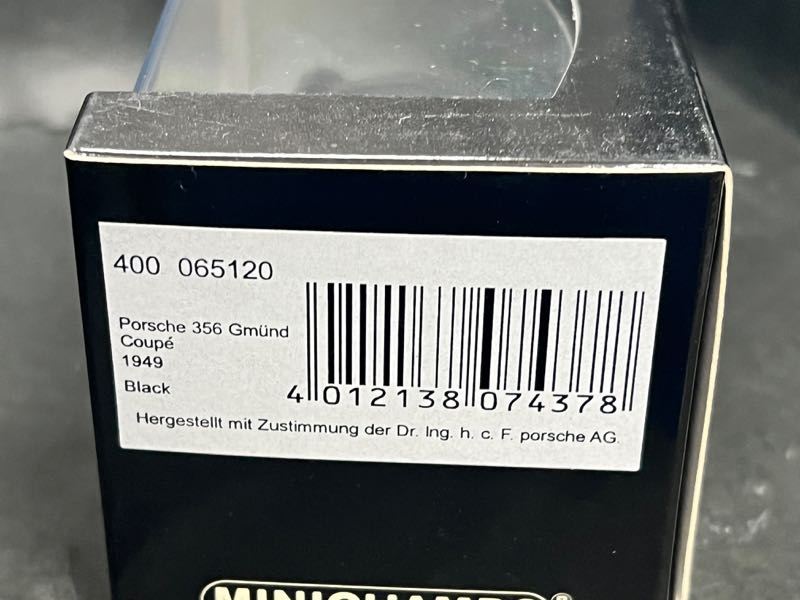 400 065120
Porsche 356 Gmünd
Coupé
1949
Black
4 012138 074378
Hergestellt mit Zustimmung der Dr. Ing. h. c. F. porsche AG.
MINICHAMPS®